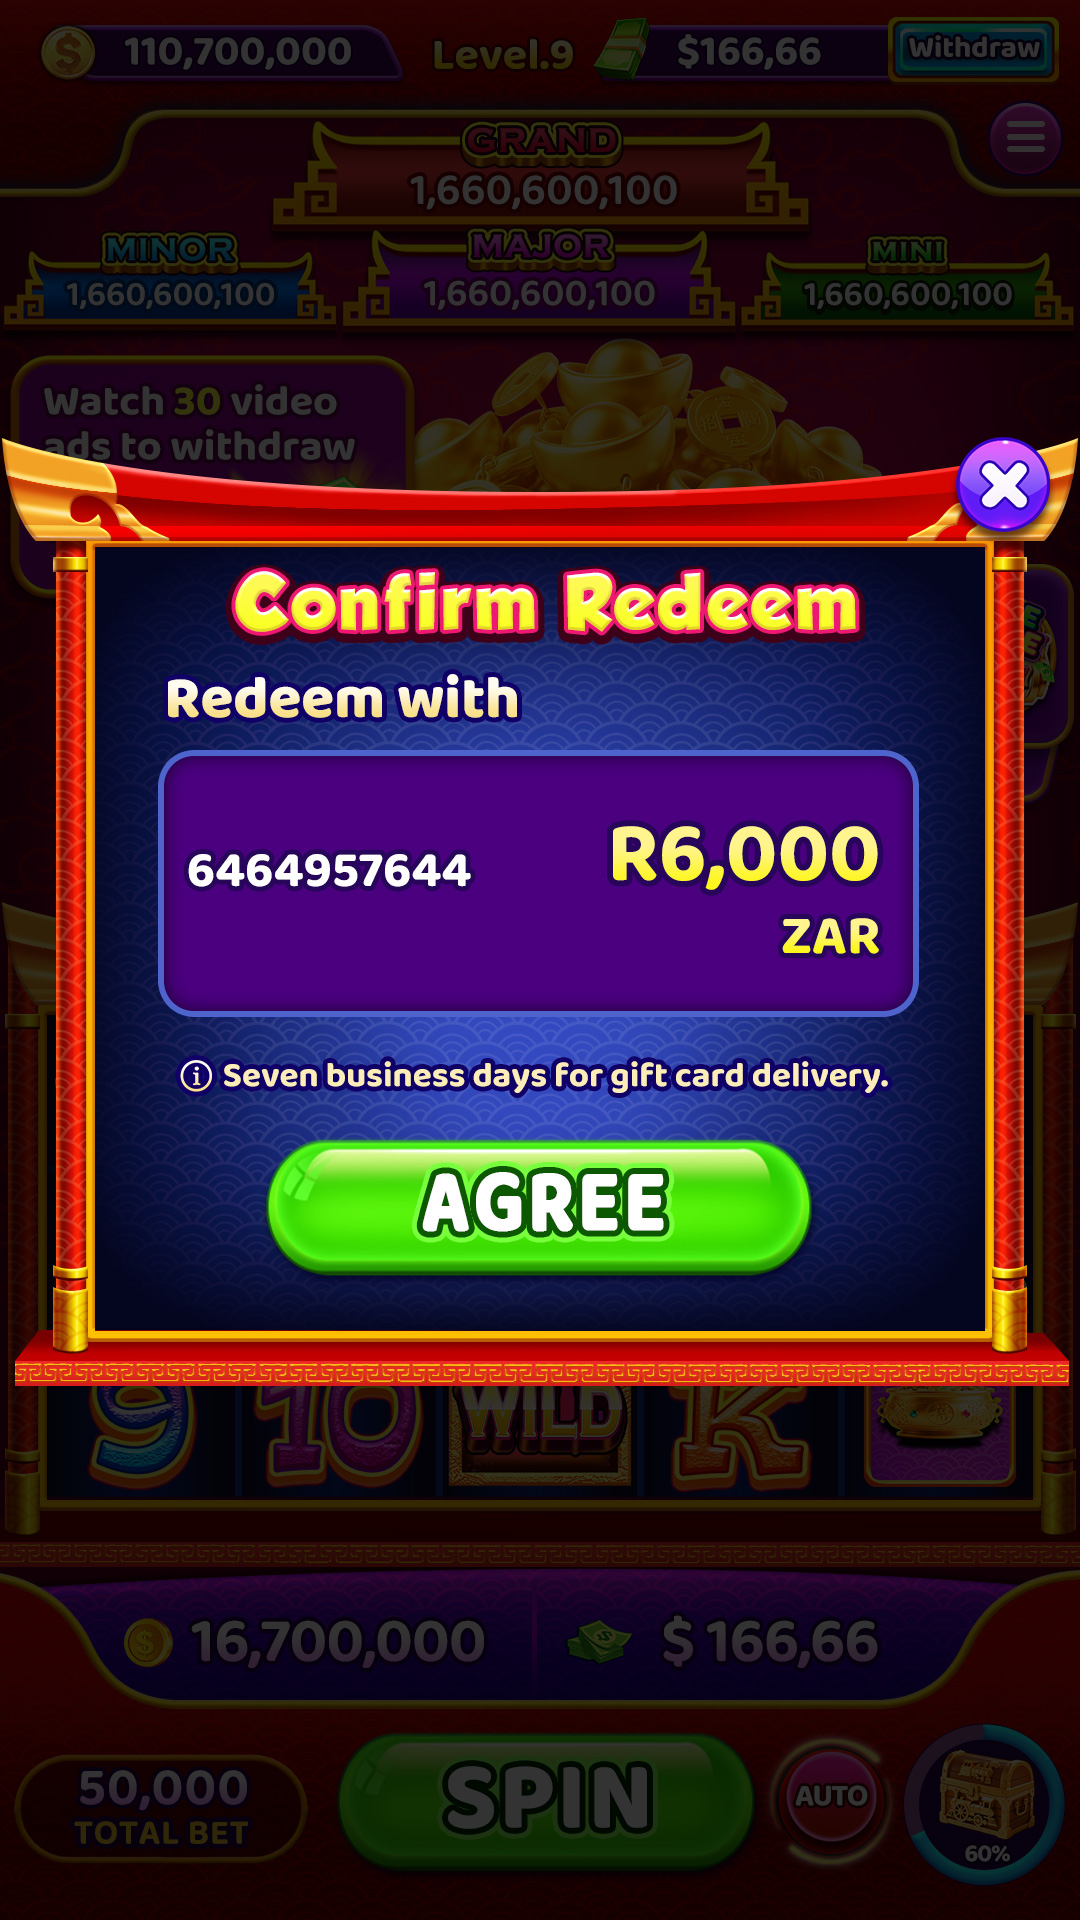 110,700,000
Level.9
$166,66
Withdraw
GRAND
1,660,600,100
MINOR
1,660,600,100
MAJOR
1,660,600,100
MINI
1,660,600,100
Watch 30 video
ads to withdraw
Confirm Redeem
Redeem with
6464957644
R6,000
ZAR
Seven business days for gift card delivery.
AGREE
9
10
WILD
K
16,700,000
$ 166,66
50,000
TOTAL BET
SPIN
AUTO
60%